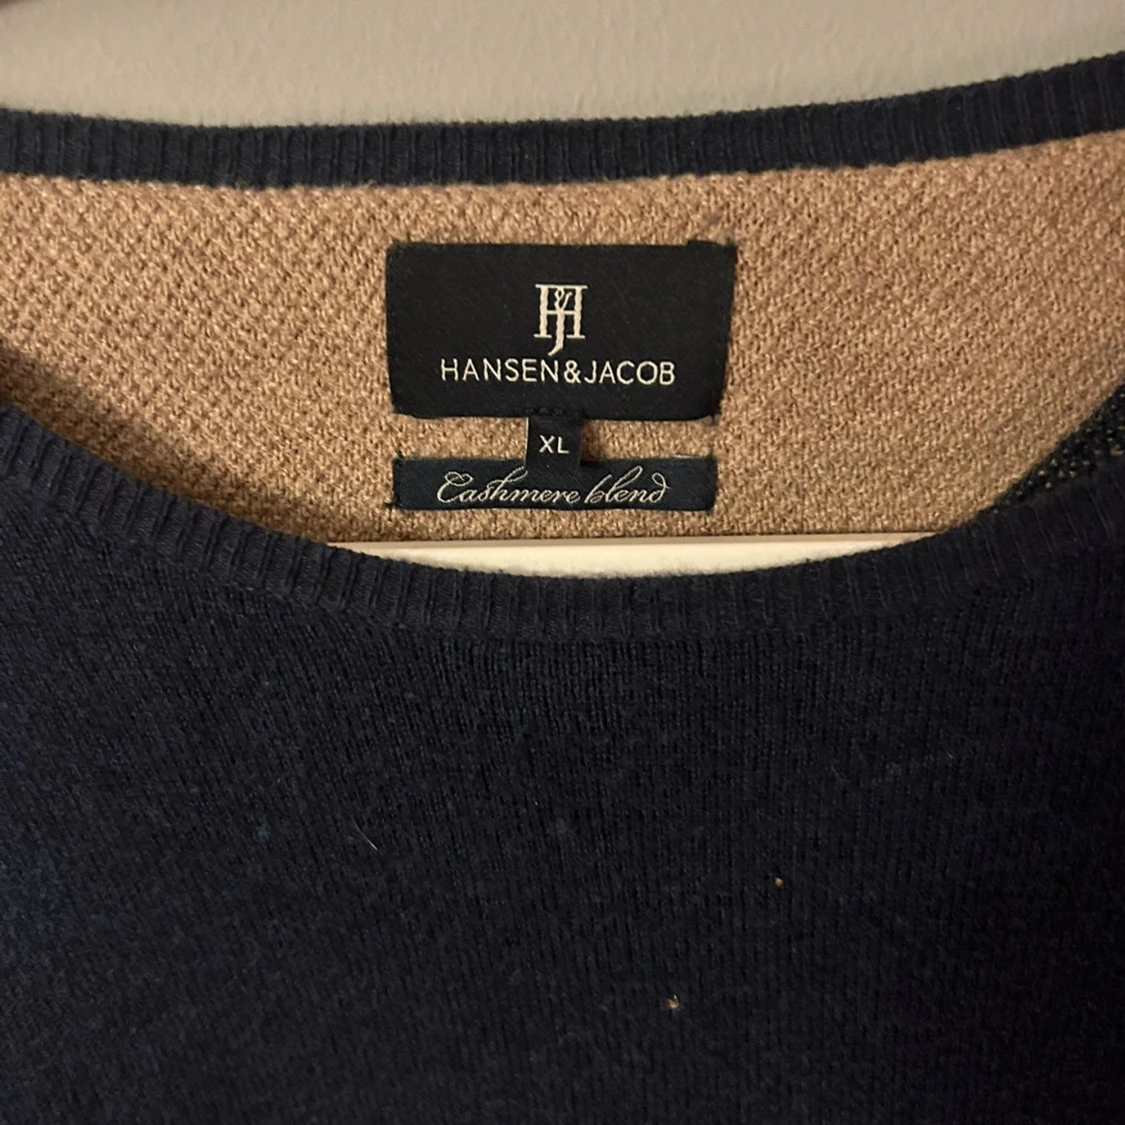 H&J
HANSEN&JACOB
XL
Cashmere blend